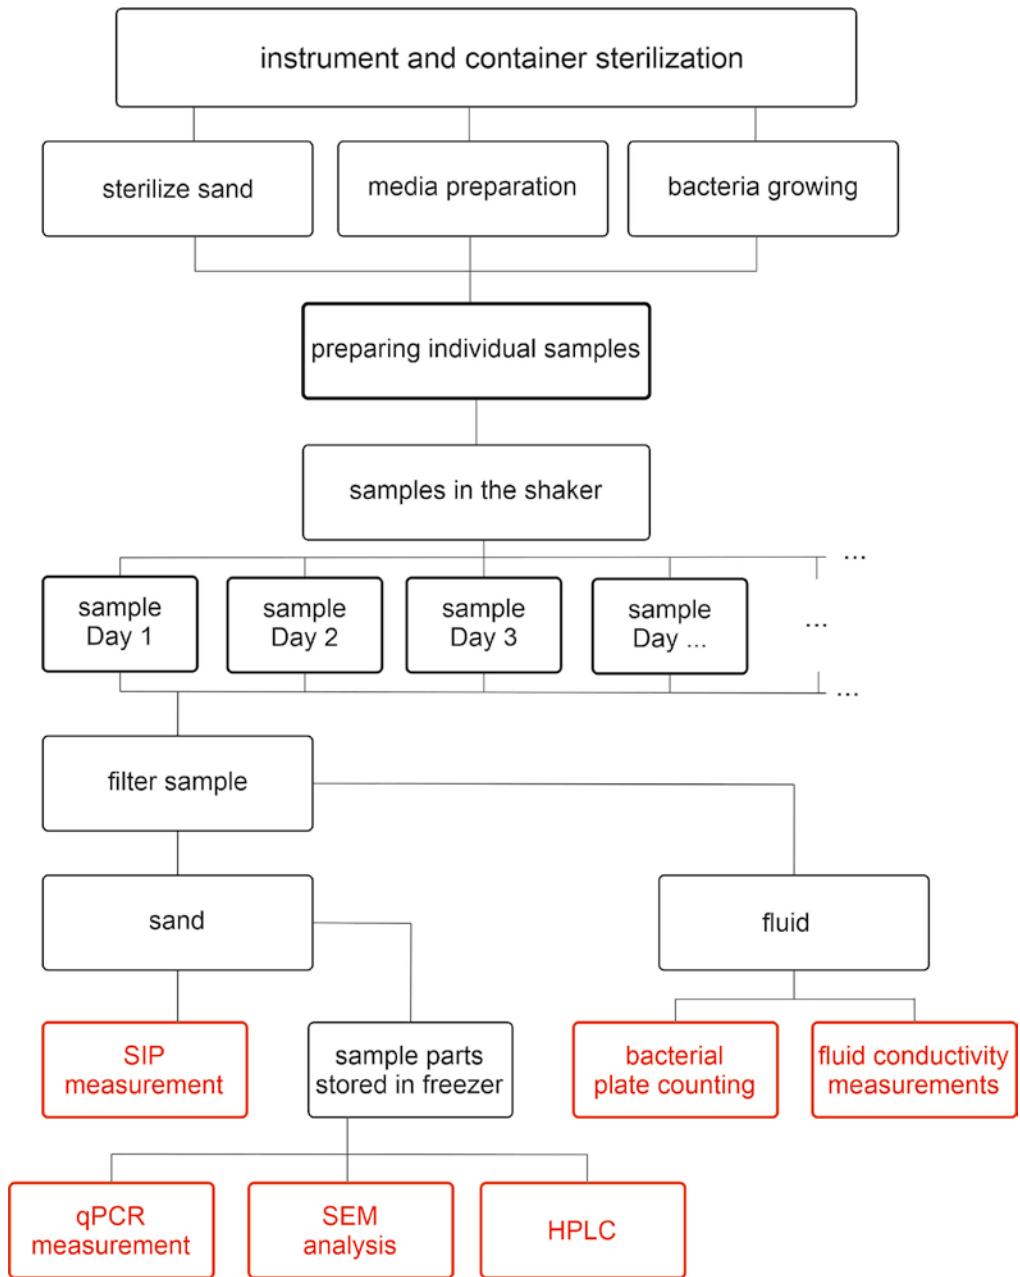 instrument and container sterilization
sterilize sand
media preparation
bacteria growing
preparing individual samples
samples in the shaker
...
sample
Day 1
sample
Day 2
sample
Day 3
sample
Day ...
...
...
filter sample
sand
fluid
SIP
measurement
sample parts
stored in freezer
bacterial
plate counting
fluid conductivity
measurements
qPCR
measurement
SEM
analysis
HPLC